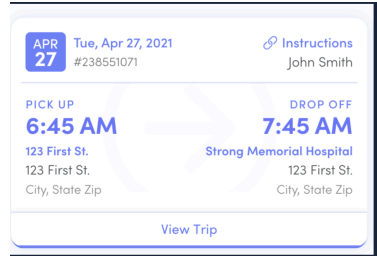 APR
27
Tue, Apr 27, 2021
#238551071
Instructions
John Smith
PICK UP
6:45 AM
123 First St.
123 First St.
City, State Zip
DROP OFF
7:45 AM
Strong Memorial Hospital
123 First St.
City, State Zip
View Trip